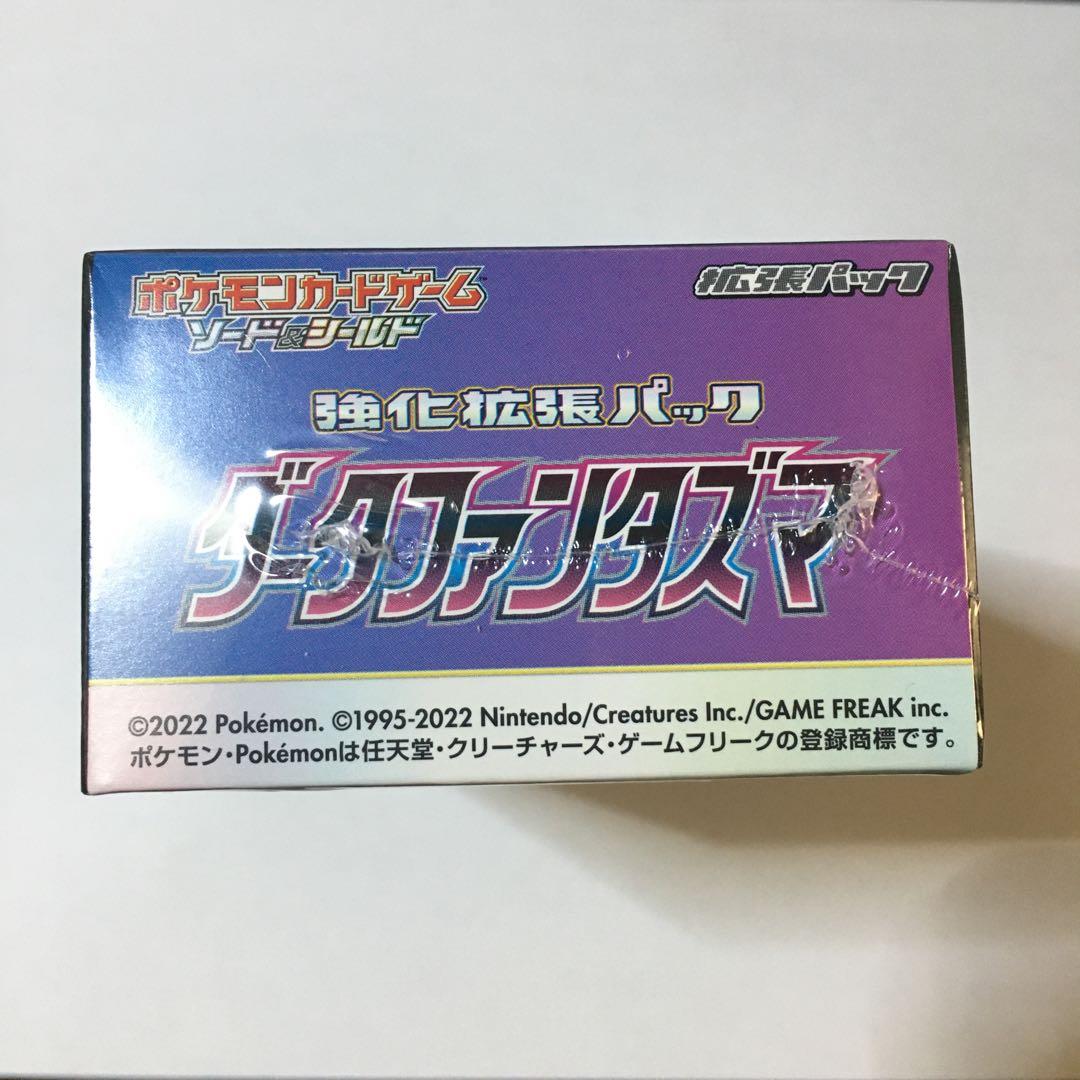 ポケモンカードゲーム™
ソード&シールド
拡張パック
強化拡張パック
ダークファンタズマ
©2022 Pokémon. ©1995-2022 Nintendo/Creatures Inc./GAME FREAK inc.
ポケモン・Pokémonは任天堂・クリーチャーズ・ゲームフリークの登録商標です。